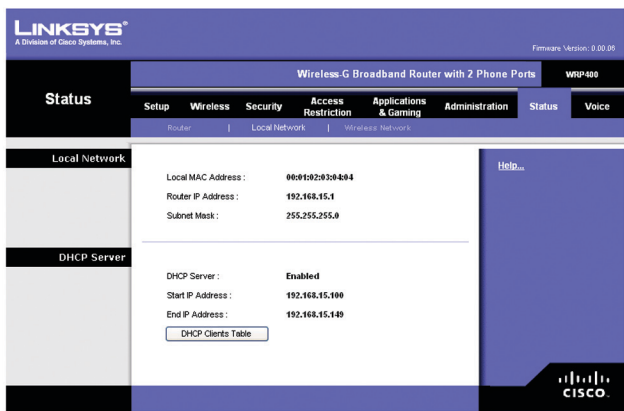 LINKSYS®
A Division of Cisco Systems, Inc.
Firmware Version: 0.00.06
Wireless-G Broadband Router with 2 Phone Ports WRP400
Status
Setup Wireless Security Access Restriction Applications & Gaming Administration Status Voice
Router | Local Network | Wireless Network
Local Network
Local MAC Address : 00:01:02:03:04:04
Router IP Address : 192.168.15.1
Subnet Mask : 255.255.255.0
Help...
DHCP Server
DHCP Server : Enabled
Start IP Address : 192.168.15.100
End IP Address : 192.168.15.149
DHCP Clients Table
CISCO.